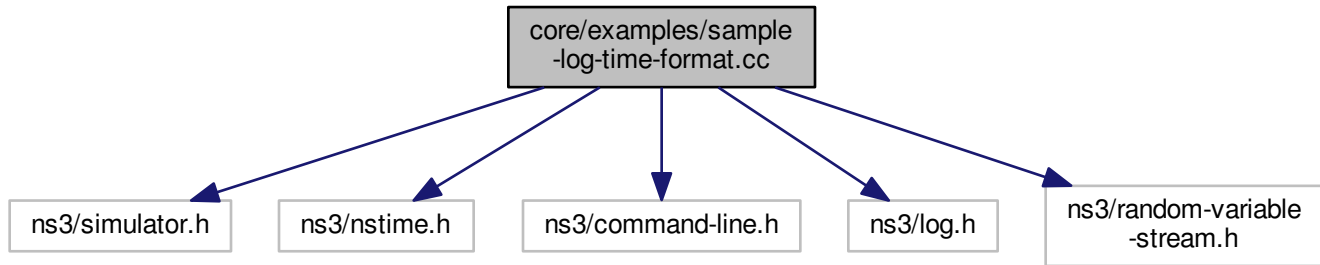 core/examples/sample
-log-time-format.cc
ns3/simulator.h
ns3/nstime.h
ns3/command-line.h
ns3/log.h
ns3/random-variable
-stream.h